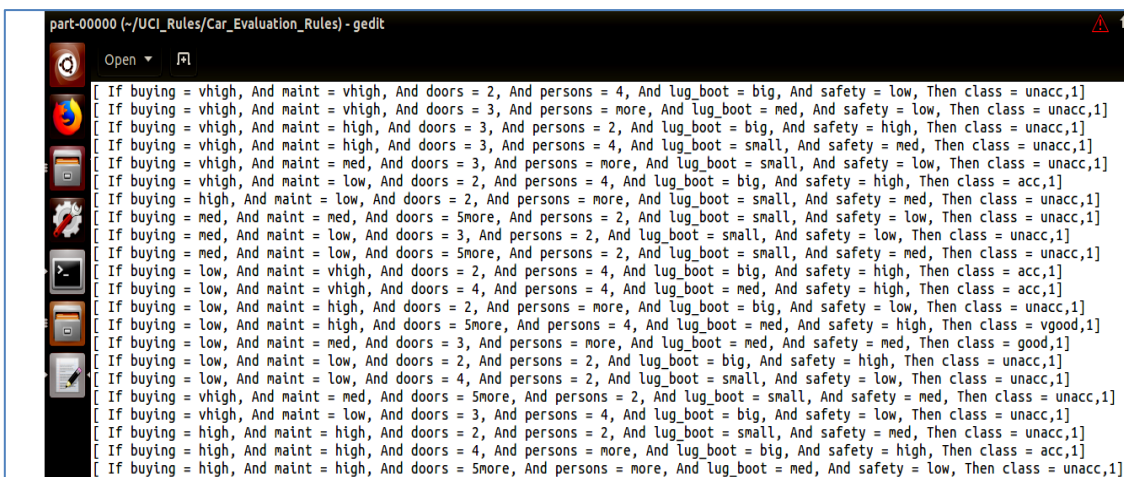 part-00000 (~/UCI_Rules/Car_Evaluation_Rules) - gedit
Open
[ If buying = vhigh, And maint = vhigh, And doors = 2, And persons = 4, And lug_boot = big, And safety = low, Then class = unacc,1]
[ If buying = vhigh, And maint = vhigh, And doors = 3, And persons = more, And lug_boot = med, And safety = low, Then class = unacc,1]
[ If buying = vhigh, And maint = high, And doors = 3, And persons = 2, And lug_boot = big, And safety = high, Then class = unacc,1]
[ If buying = vhigh, And maint = high, And doors = 3, And persons = 4, And lug_boot = small, And safety = med, Then class = unacc,1]
[ If buying = vhigh, And maint = med, And doors = 3, And persons = more, And lug_boot = small, And safety = low, Then class = unacc,1]
[ If buying = vhigh, And maint = low, And doors = 2, And persons = 4, And lug_boot = big, And safety = high, Then class = acc,1]
[ If buying = high, And maint = low, And doors = 2, And persons = more, And lug_boot = small, And safety = med, Then class = unacc,1]
[ If buying = med, And maint = med, And doors = 5more, And persons = 2, And lug_boot = small, And safety = low, Then class = unacc,1]
[ If buying = med, And maint = low, And doors = 3, And persons = 2, And lug_boot = small, And safety = low, Then class = unacc,1]
[ If buying = med, And maint = low, And doors = 5more, And persons = 2, And lug_boot = small, And safety = med, Then class = unacc,1]
[ If buying = low, And maint = vhigh, And doors = 2, And persons = 4, And lug_boot = big, And safety = high, Then class = acc,1]
[ If buying = low, And maint = vhigh, And doors = 4, And persons = 4, And lug_boot = med, And safety = high, Then class = acc,1]
[ If buying = low, And maint = high, And doors = 2, And persons = more, And lug_boot = big, And safety = low, Then class = unacc,1]
[ If buying = low, And maint = high, And doors = 5more, And persons = 4, And lug_boot = med, And safety = high, Then class = vgood,1]
[ If buying = low, And maint = med, And doors = 3, And persons = more, And lug_boot = med, And safety = med, Then class = good,1]
[ If buying = low, And maint = low, And doors = 2, And persons = 2, And lug_boot = big, And safety = high, Then class = unacc,1]
[ If buying = low, And maint = low, And doors = 4, And persons = 2, And lug_boot = small, And safety = low, Then class = unacc,1]
[ If buying = vhigh, And maint = med, And doors = 5more, And persons = 2, And lug_boot = small, And safety = med, Then class = unacc,1]
[ If buying = vhigh, And maint = low, And doors = 3, And persons = 4, And lug_boot = big, And safety = low, Then class = unacc,1]
[ If buying = high, And maint = high, And doors = 2, And persons = 2, And lug_boot = small, And safety = med, Then class = unacc,1]
[ If buying = high, And maint = high, And doors = 4, And persons = more, And lug_boot = big, And safety = high, Then class = acc,1]
[ If buying = high, And maint = high, And doors = 5more, And persons = more, And lug_boot = med, And safety = low, Then class = unacc,1]